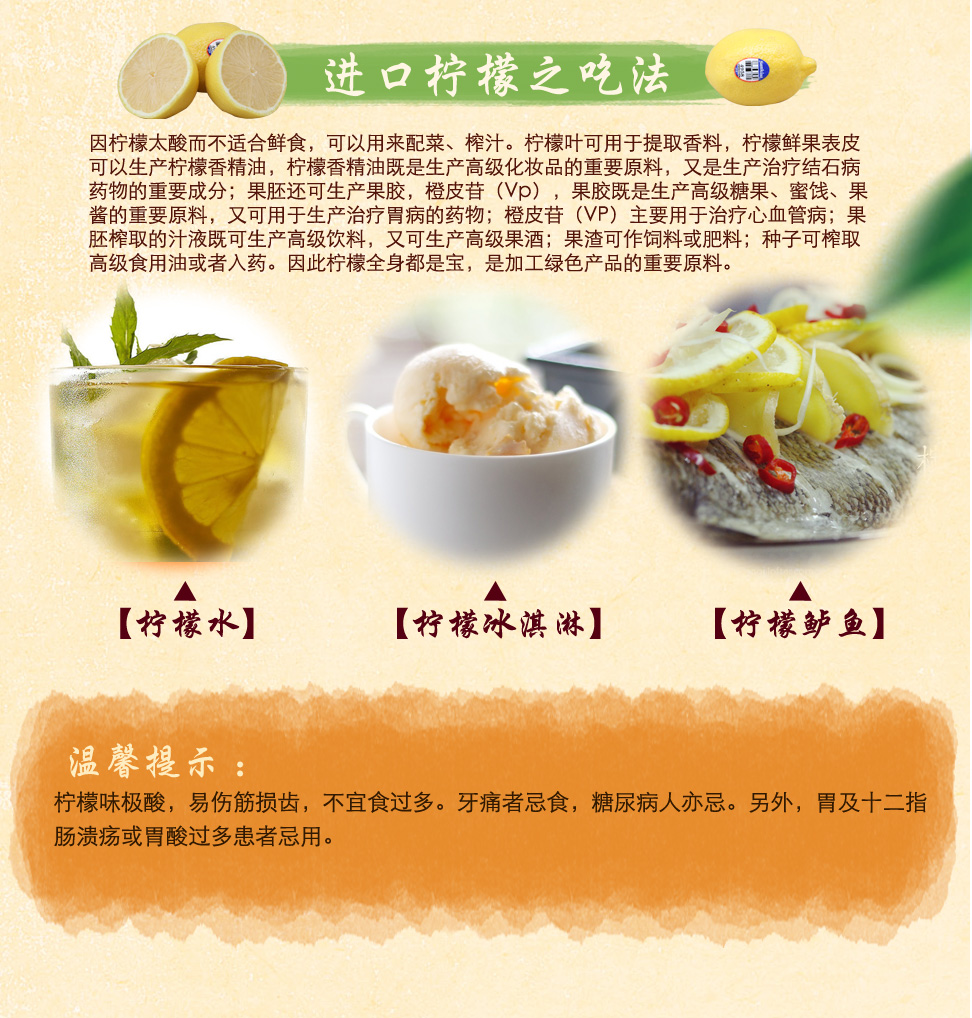 进口柠檬之吃法
因柠檬太酸而不适合鲜食，可以用来配菜、榨汁。柠檬叶可用于提取香料，柠檬鲜果表皮
可以生产柠檬香精油，柠檬香精油既是生产高级化妆品的重要原料，又是生产治疗结石病
药物的重要成分；果胚还可生产果胶，橙皮苷（Vp），果胶既是生产高级糖果、蜜饯、果
酱的重要原料，又可用于生产治疗胃病的药物；橙皮苷（VP）主要用于治疗心血管病；果
胚榨取的汁液既可生产高级饮料，又可生产高级果酒；果渣可作饲料或肥料；种子可榨取
高级食用油或者入药。因此柠檬全身都是宝，是加工绿色产品的重要原料。
【柠檬水】
【柠檬冰淇淋】
【柠檬鲈鱼】
温馨提示：
柠檬味极酸，易伤筋损齿，不宜食过多。牙痛者忌食，糖尿病人亦忌。另外，胃及十二指
肠溃疡或胃酸过多患者忌用。